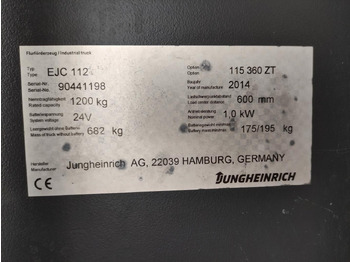 Flurförderzeug / Industrial truck
Typ Type EJC 112 Option Option 115 360 ZT
Serien-Nr. Serial-No. 90441198 Baujahr Year of manufacture 2014
Nenntragfähigkeit Rated capacity 1200 kg Lastschwerpunktabstand Load center distance 600 mm
Batteriespannung System voltage 24V Nominal power 1,0 kW
Leergewicht ohne Batterie Mass of truck without battery 682 kg Batteriegewicht min/max Battery mass min/max 175/195 kg
Hersteller Manufacturer Jungheinrich AG, 22039 HAMBURG, GERMANY
CE JUNGHEINRICH